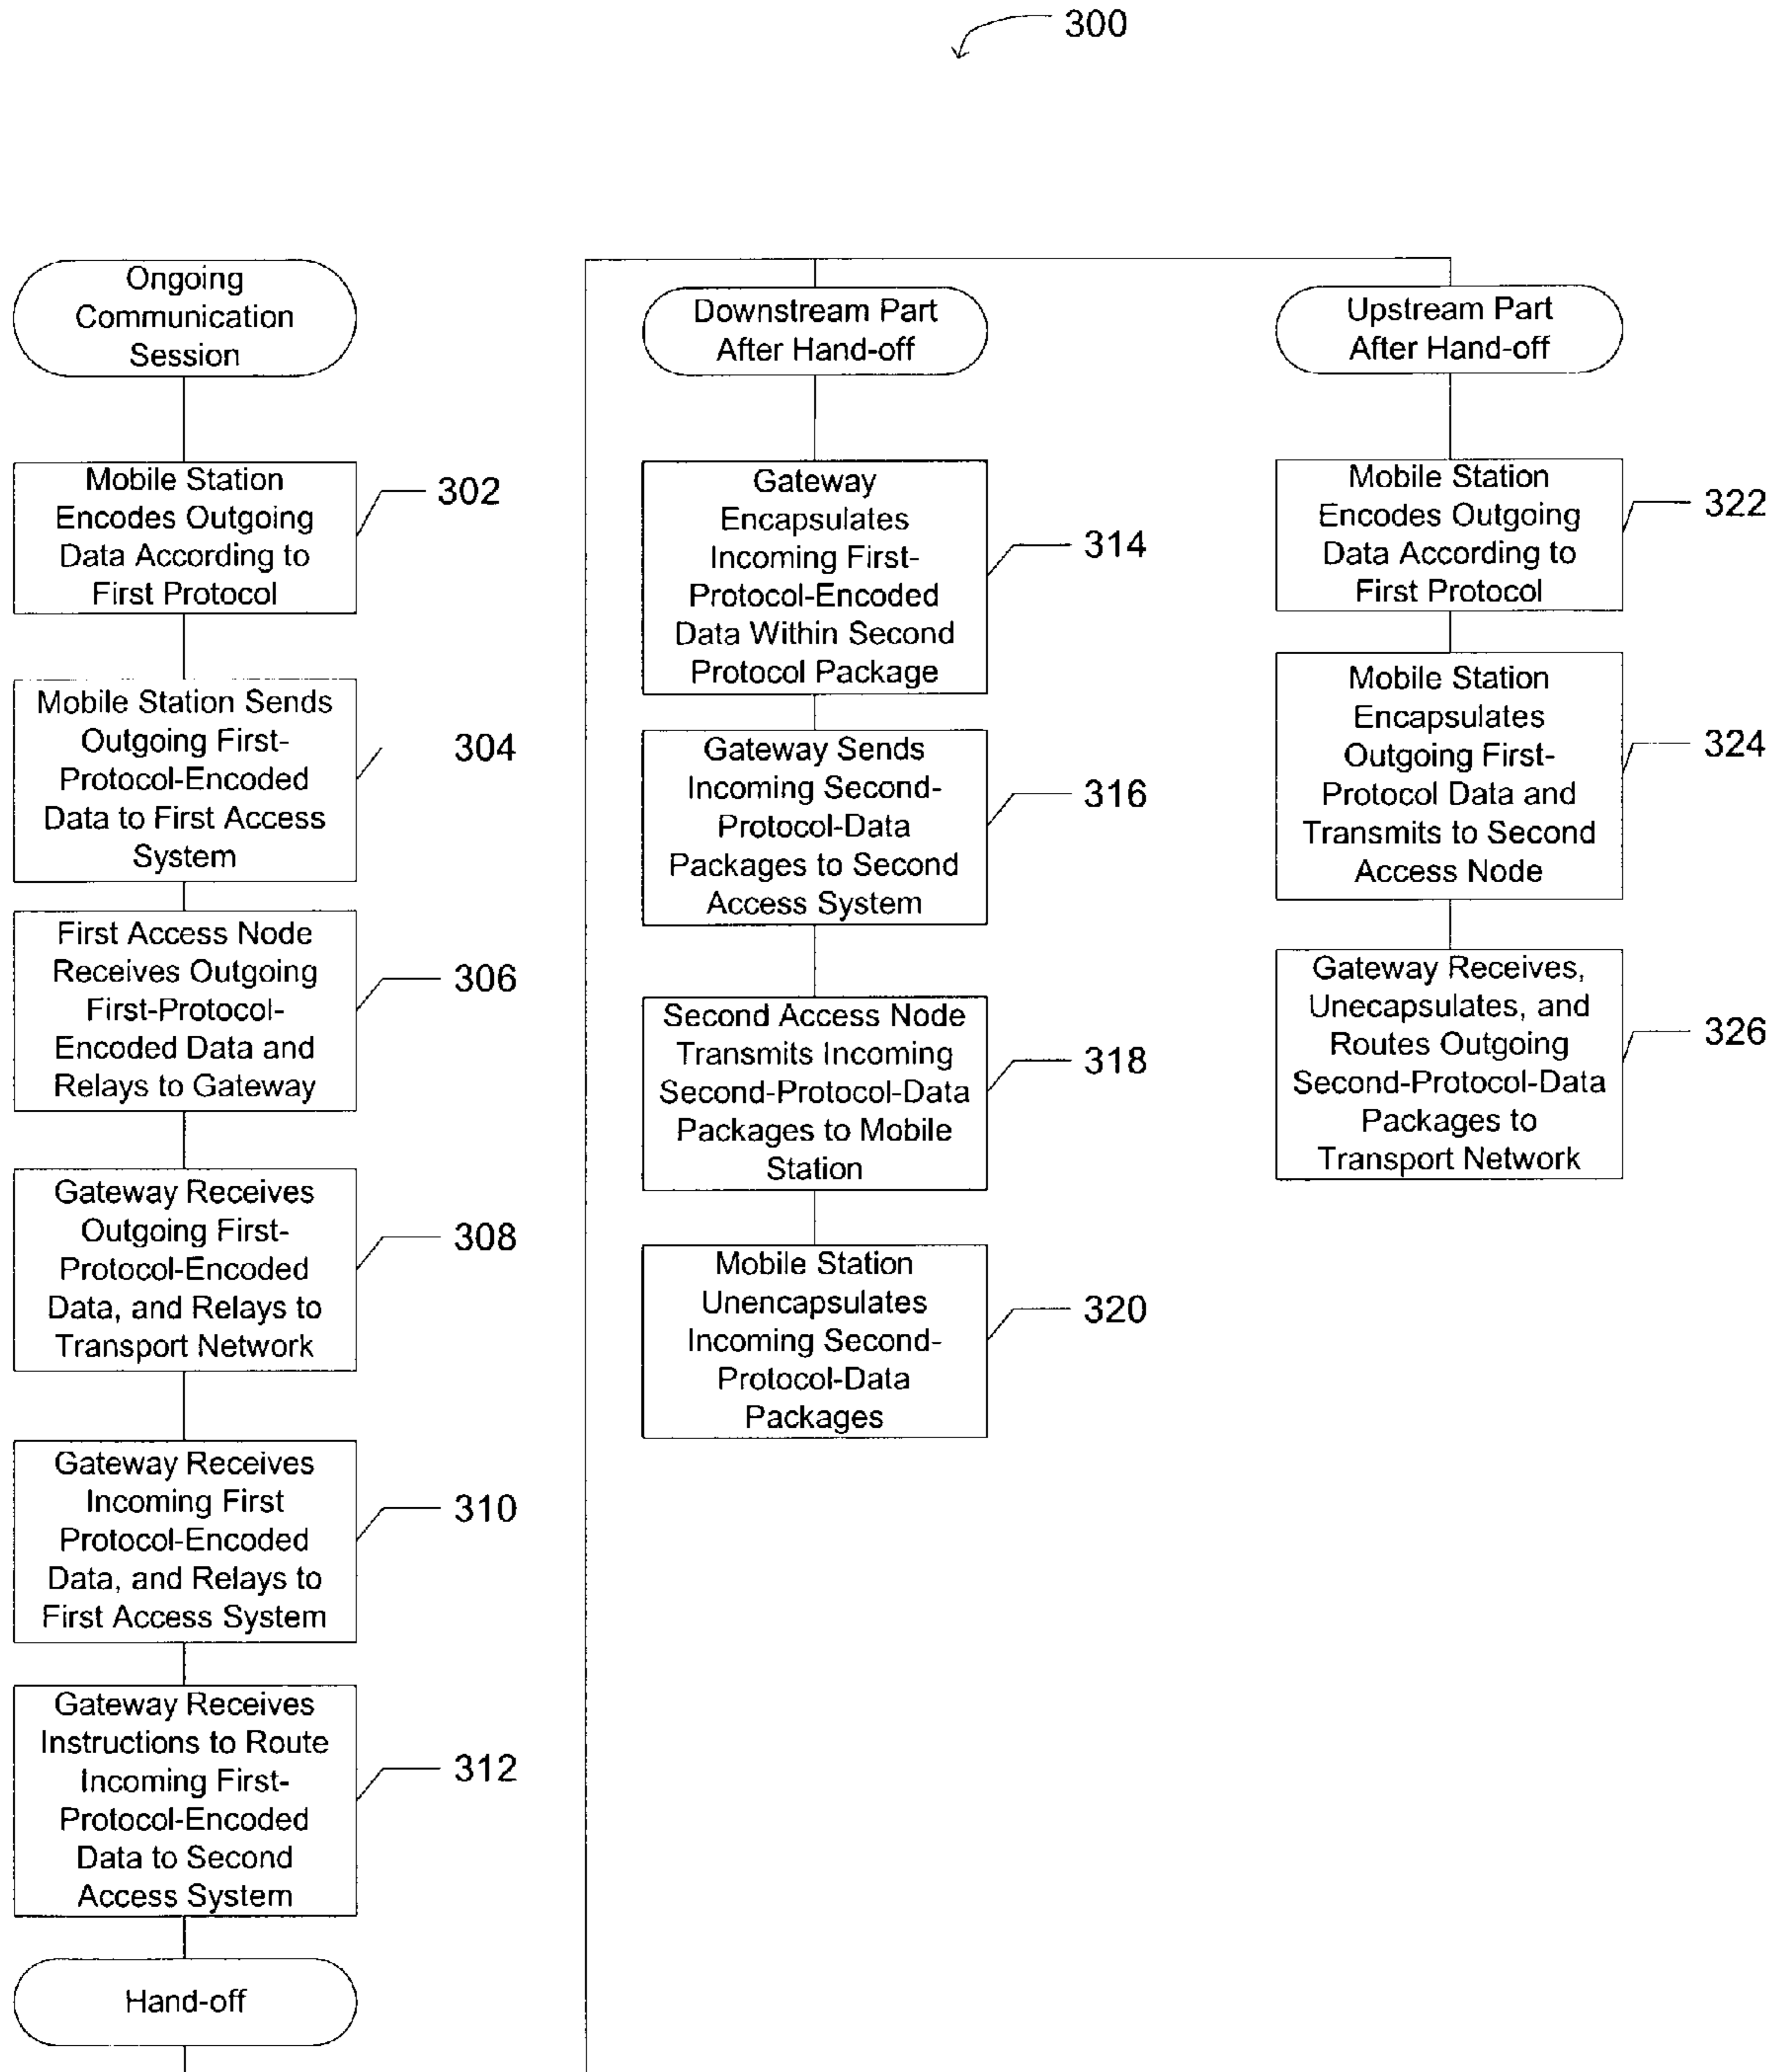 300
Ongoing
Communication
Session
Mobile Station
Encodes Outgoing
Data According to
First Protocol
302
Mobile Station Sends
Outgoing First-
Protocol-Encoded
Data to First Access
System
304
First Access Node
Receives Outgoing
First-Protocol-
Encoded Data and
Relays to Gateway
306
Gateway Receives
Outgoing First-
Protocol-Encoded
Data, and Relays to
Transport Network
308
Gateway Receives
Incoming First
Protocol-Encoded
Data, and Relays to
First Access System
310
Gateway Receives
Instructions to Route
Incoming First-
Protocol-Encoded
Data to Second
Access System
312
Hand-off
Downstream Part
After Hand-off
Gateway
Encapsulates
Incoming First-
Protocol-Encoded
Data Within Second
Protocol Package
314
Gateway Sends
Incoming Second-
Protocol-Data
Packages to Second
Access System
316
Second Access Node
Transmits Incoming
Second-Protocol-Data
Packages to Mobile
Station
318
Mobile Station
Unencapsulates
Incoming Second-
Protocol-Data
Packages
320
Upstream Part
After Hand-off
Mobile Station
Encodes Outgoing
Data According to
First Protocol
322
Mobile Station
Encapsulates
Outgoing First-
Protocol Data and
Transmits to Second
Access Node
324
Gateway Receives,
Unecapsulates, and
Routes Outgoing
Second-Protocol-Data
Packages to
Transport Network
326